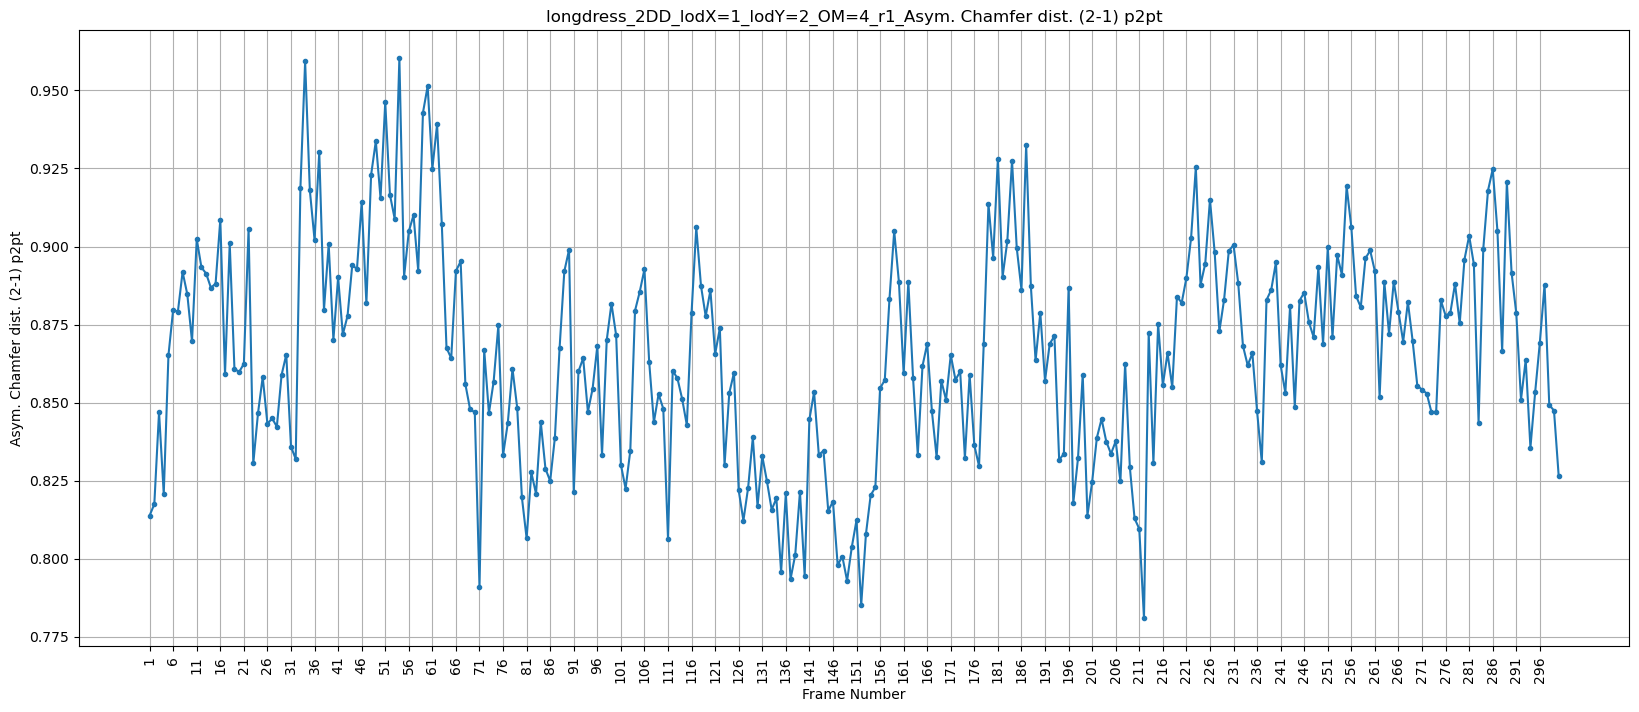 longdress_2DD_lodX=1_lodY=2_OM=4_r1_Asym. Chamfer dist. (2-1) p2pt
Asym. Chamfer dist. (2-1) p2pt
0.950
0.925
0.900
0.875
0.850
0.825
0.800
0.775
1 6 11 16 21 26 31 36 41 46 51 56 61 66 71 76 81 86 91 96 101 106 111 116 121 126 131 136 141 146 151 156 161 166 171 176 181 186 191 196 201 206 211 216 221 226 231 236 241 246 251 256 261 266 271 276 281 286 291 296
Frame Number